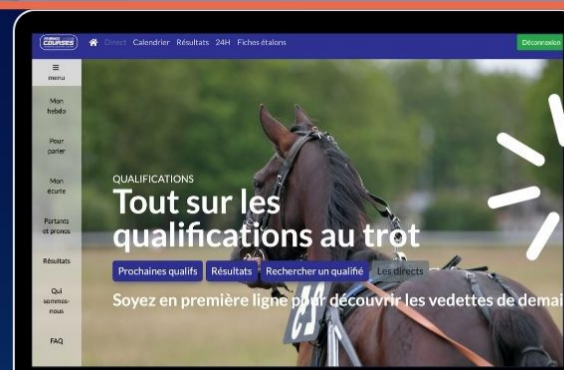 COURSES
Direct Calendrier Résultats 24H Fiches étalons
Déconnexion
menu
Mon
hebdo
Pour
parier
Mon
écurie
Partants
et pronos
Résultats
Qui
sommes-
nous
FAQ
QUALIFICATIONS
Tout sur les
qualifications au trot
Prochaines qualifs Résultats Rechercher un qualifié Les directs
Soyez en première ligne pour découvrir les vedettes de demai